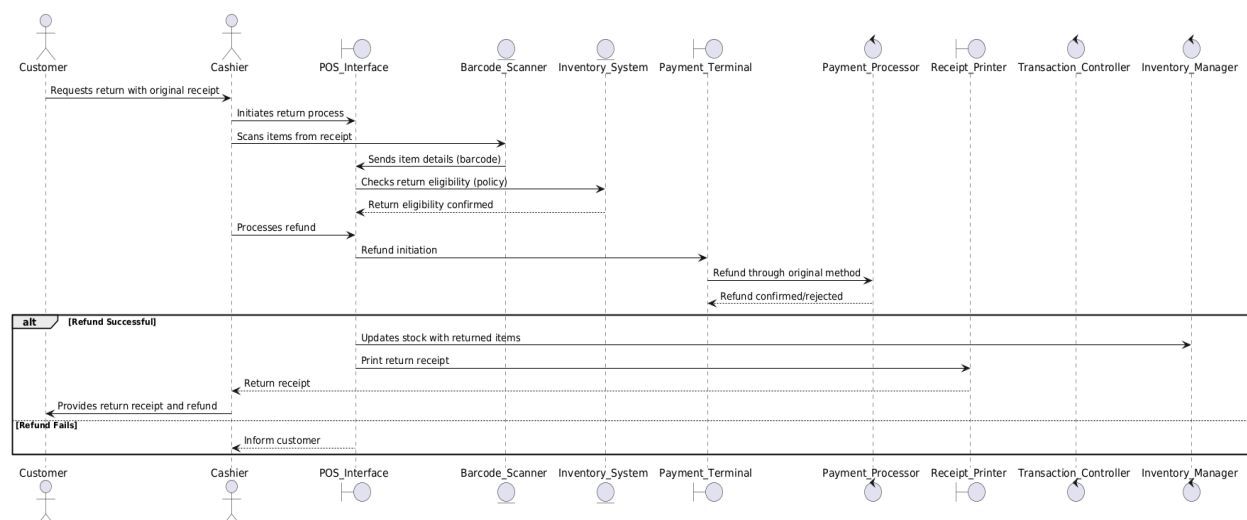 Customer Cashier POS_Interface Barcode_Scanner Inventory_System Payment_Terminal Payment_Processor Receipt_Printer Transaction_Controller Inventory_Manager
Requests return with original receipt
Initiates return process
Scans items from receipt
Sends item details (barcode)
Checks return eligibility (policy)
Return eligibility confirmed
Processes refund
Refund initiation
Refund through original method
Refund confirmed/rejected
alt [Refund Successful]
Updates stock with returned items
Print return receipt
Return receipt
Provides return receipt and refund
[Refund Fails]
Inform customer
Customer Cashier POS_Interface Barcode_Scanner Inventory_System Payment_Terminal Payment_Processor Receipt_Printer Transaction_Controller Inventory_Manager